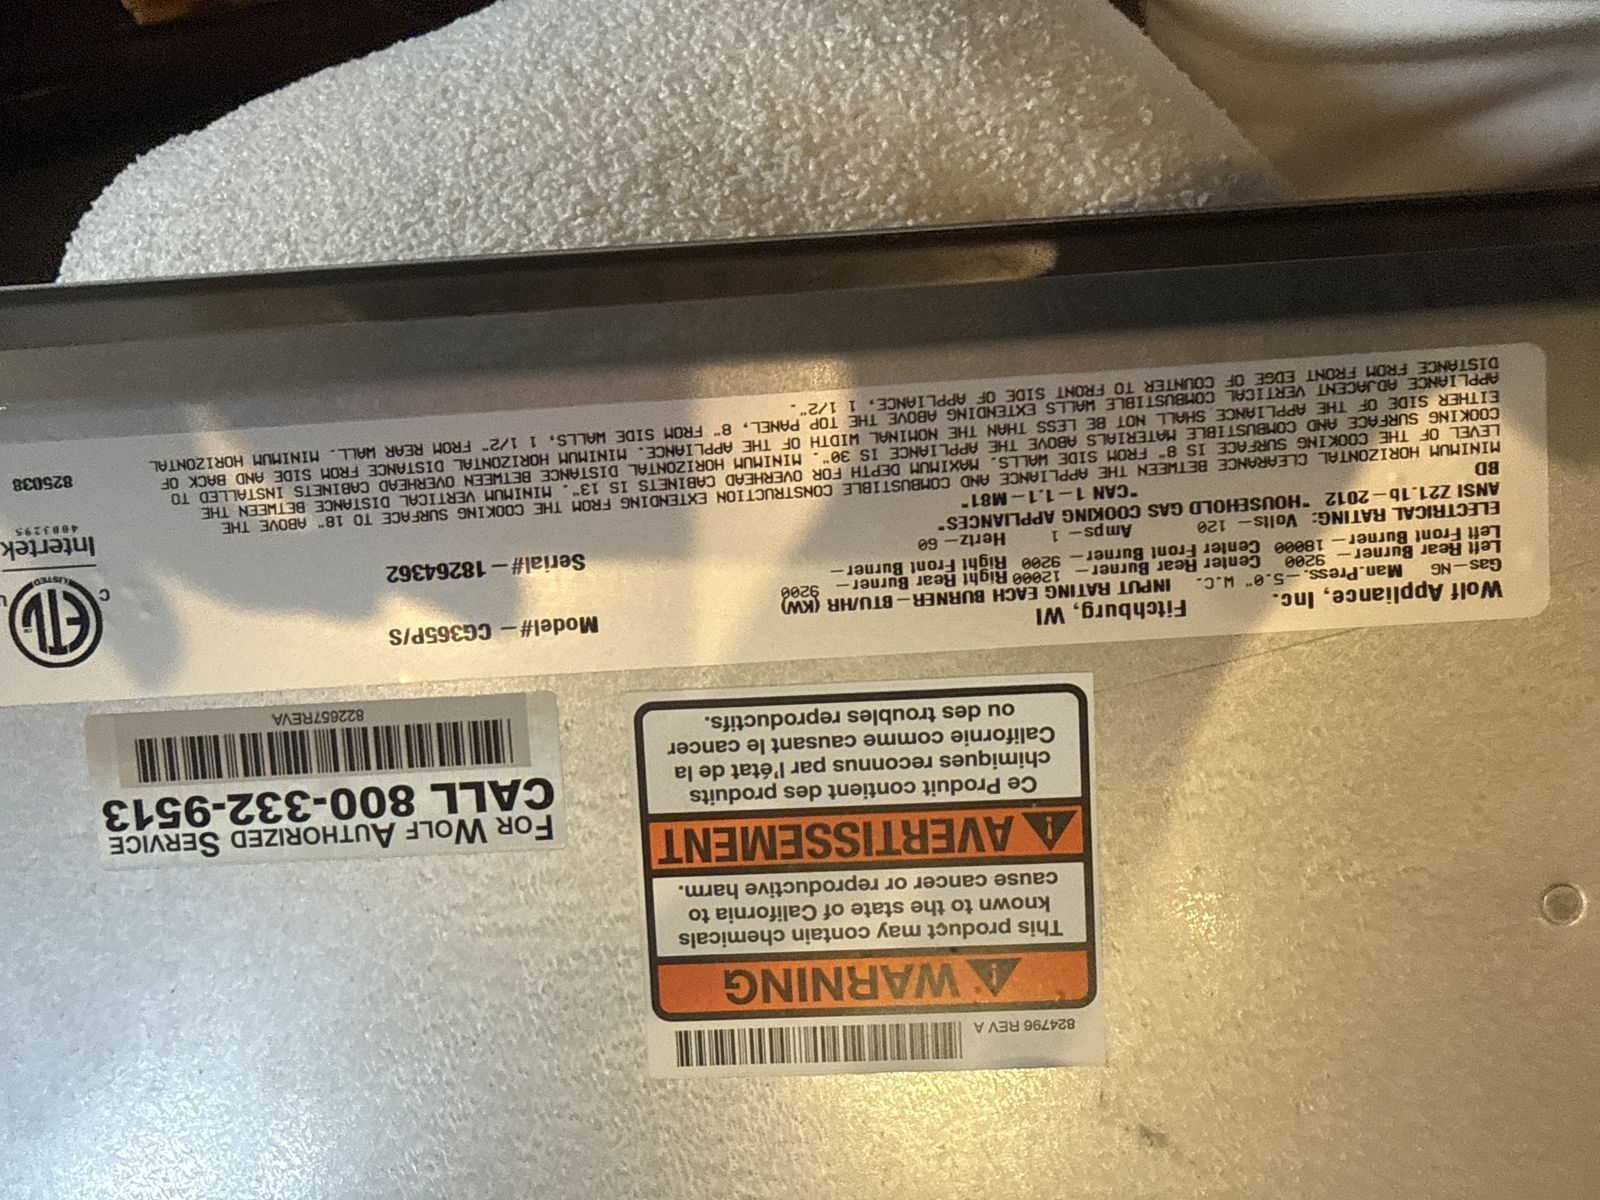 824796 REV A
WARNING
This product may contain chemicals
known to the state of California to
cause cancer or reproductive harm.
AVERTISSEMENT
Ce Produit contient des produits
chimiques reconnus par l'état de la
Californie comme causant le cancer
ou des troubles reproductifs.
FOR WOLF AUTHORIZED SERVICE
CALL 800-332-9513
822657REVA
Wolf Appliance, Inc. Fitchburg, WI Model#–CG365P/S
Gas–NG Man.Press.–5.0" W.C. INPUT RATING EACH BURNER–BTU/HR (KW)
Left Rear Burner– 9200 Center Rear Burner– 12000 Right Rear Burner– 9200
Left Front Burner– 18000 Center Front Burner– 9200 Right Front Burner–
Serial#–18264362
ELECTRICAL RATING: Volts– 120 Amps– 1 Hertz– 60
ANSI Z21.1b–2012 "HOUSEHOLD GAS COOKING APPLIANCES"
BD "CAN 1–1.1–M81"
MINIMUM HORIZONTAL CLEARANCE BETWEEN THE APPLIANCE AND COMBUSTIBLE CONSTRUCTION EXTENDING FROM THE COOKING SURFACE TO 18" ABOVE THE
LEVEL OF THE COOKING SURFACE IS 8" FROM SIDE WALLS. MAXIMUM DEPTH FOR OVERHEAD CABINETS IS 13". MINIMUM VERTICAL DISTANCE BETWEEN THE
COOKING SURFACE AND COMBUSTIBLE MATERIALS ABOVE THE APPLIANCE IS 30". MINIMUM HORIZONTAL DISTANCE BETWEEN OVERHEAD CABINETS INSTALLED TO
EITHER SIDE OF THE APPLIANCE SHALL NOT BE LESS THAN THE NOMINAL WIDTH OF THE APPLIANCE. MINIMUM HORIZONTAL DISTANCE FROM SIDE AND BACK OF
APPLIANCE ADJACENT VERTICAL COMBUSTIBLE WALLS EXTENDING ABOVE THE TOP PANEL, 8" FROM SIDE WALLS, 1 1/2" FROM REAR WALL. MINIMUM HORIZONTAL
DISTANCE FROM FRONT EDGE OF COUNTER TO FRONT SIDE OF APPLIANCE, 1 1/2".
C ETL LISTED
Intertek
4003295
825038